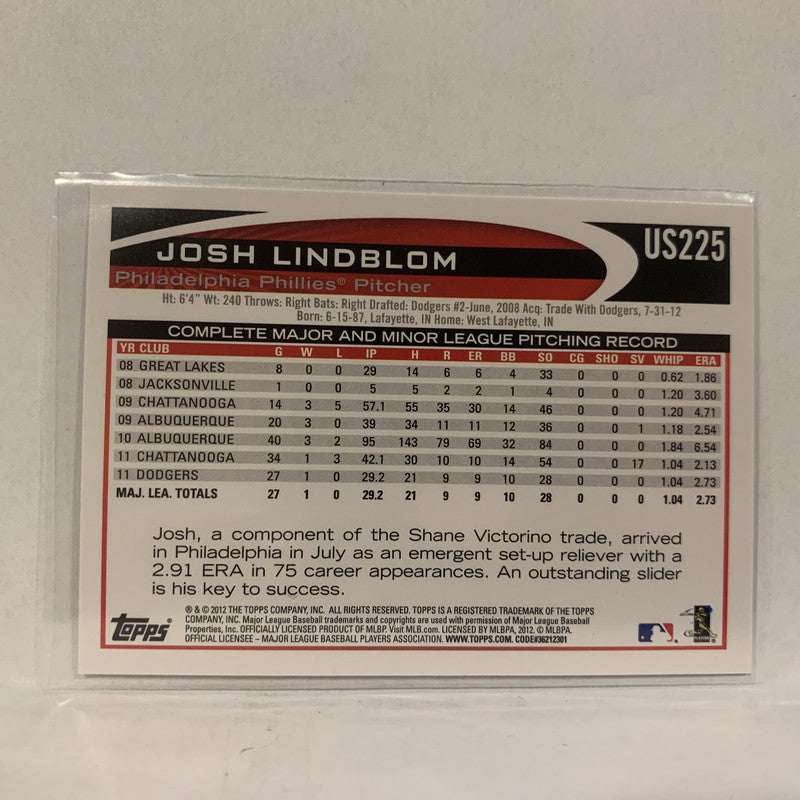 JOSH LINDBLOM
US225
Philadelphia Phillies® Pitcher
Ht: 6'4" Wt: 240 Throws: Right Bats: Right Drafted: Dodgers #2-June, 2008 Acq: Trade With Dodgers, 7-31-12
Born: 6-15-87, Lafayette, IN Home: West Lafayette, IN
COMPLETE MAJOR AND MINOR LEAGUE PITCHING RECORD
YR CLUB G W L IP H R ER BB SO CG SHO SV WHIP ERA
08 GREAT LAKES 8 0 0 29 14 6 6 4 33 0 0 0 0.62 1.86
08 JACKSONVILLE 1 0 0 5 5 2 2 1 4 0 0 0 1.20 3.60
09 CHATTANOOGA 14 3 5 57.1 55 35 30 14 46 0 0 0 1.20 4.71
09 ALBUQUERQUE 20 3 0 39 34 11 11 12 36 0 0 1 1.18 2.54
10 ALBUQUERQUE 40 3 2 95 143 79 69 32 84 0 0 0 1.84 6.54
11 CHATTANOOGA 34 1 3 42.1 30 10 10 14 54 0 0 17 1.04 2.13
11 DODGERS 27 1 0 29.2 21 9 9 10 28 0 0 0 1.04 2.73
MAJ. LEA. TOTALS 27 1 0 29.2 21 9 9 10 28 0 0 0 1.04 2.73
Josh, a component of the Shane Victorino trade, arrived
in Philadelphia in July as an emergent set-up reliever with a
2.91 ERA in 75 career appearances. An outstanding slider
is his key to success.
topps®
® & © 2012 THE TOPPS COMPANY, INC. ALL RIGHTS RESERVED. TOPPS IS A REGISTERED TRADEMARK OF THE TOPPS
COMPANY, INC. Major League Baseball trademarks and copyrights are used with permission of Major League Baseball
Properties, Inc. OFFICIALLY LICENSED PRODUCT OF MLBP. Visit MLB.com. LICENSED BY MLBPA, 2012. © MLBPA.
OFFICIAL LICENSEE – MAJOR LEAGUE BASEBALL PLAYERS ASSOCIATION. WWW.TOPPS.COM. CODE#36212301